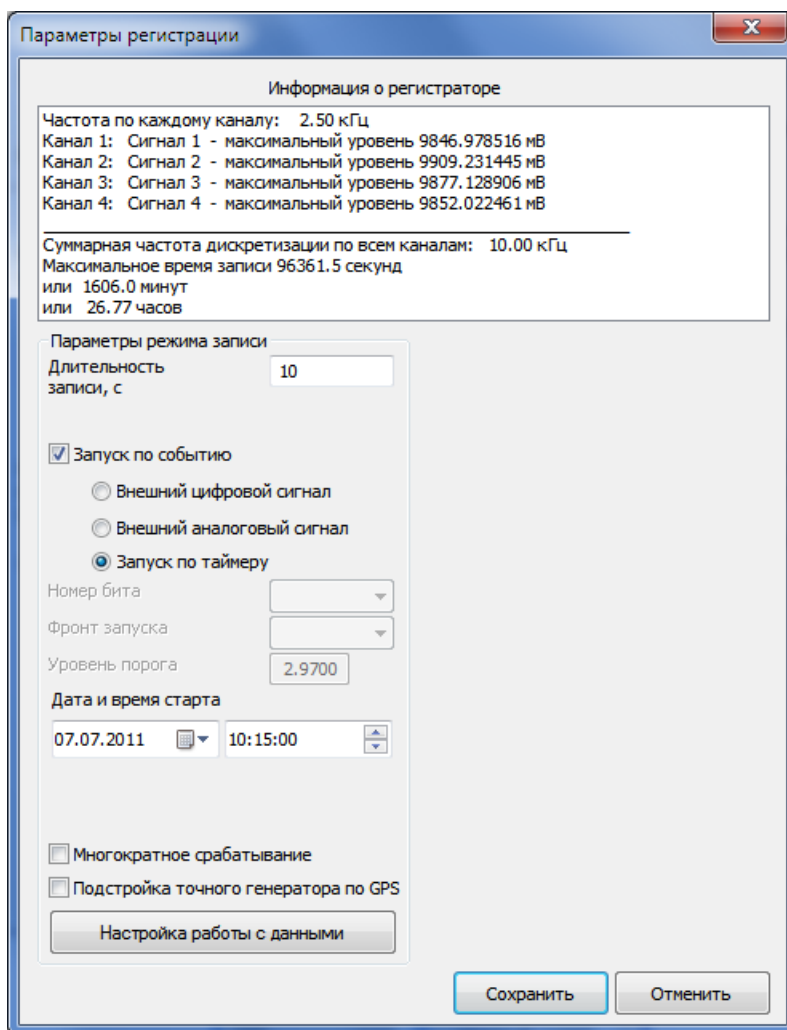 Параметры регистрации
Информация о регистраторе
Частота по каждому каналу: 2.50 кГц
Канал 1: Сигнал 1 - максимальный уровень 9846.978516 мВ
Канал 2: Сигнал 2 - максимальный уровень 9909.231445 мВ
Канал 3: Сигнал 3 - максимальный уровень 9877.128906 мВ
Канал 4: Сигнал 4 - максимальный уровень 9852.022461 мВ
Суммарная частота дискретизации по всем каналам: 10.00 кГц
Максимальное время записи 96361.5 секунд
или 1606.0 минут
или 26.77 часов
Параметры режима записи
Длительность
записи, с
10
Запуск по событию
Внешний цифровой сигнал
Внешний аналоговый сигнал
Запуск по таймеру
Номер бита
Фронт запуска
Уровень порога 2.9700
Дата и время старта
07.07.2011 10:15:00
Многократное срабатывание
Подстройка точного генератора по GPS
Настройка работы с данными
Сохранить Отменить